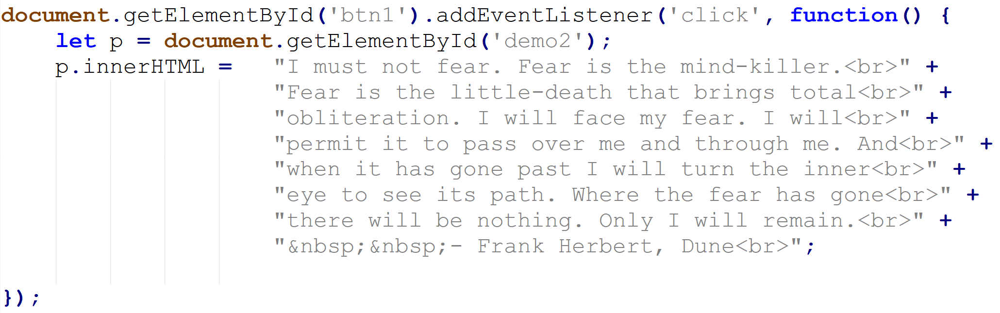 document.getElementById('btn1').addEventListener('click', function() {
    let p = document.getElementById('demo2');
    p.innerHTML =   "I must not fear. Fear is the mind-killer.<br>" +
                    "Fear is the little-death that brings total<br>" +
                    "obliteration. I will face my fear. I will<br>" +
                    "permit it to pass over me and through me. And<br>" +
                    "when it has gone past I will turn the inner<br>" +
                    "eye to see its path. Where the fear has gone<br>" +
                    "there will be nothing. Only I will remain.<br>" +
                    "&nbsp;&nbsp;- Frank Herbert, Dune<br>";
});